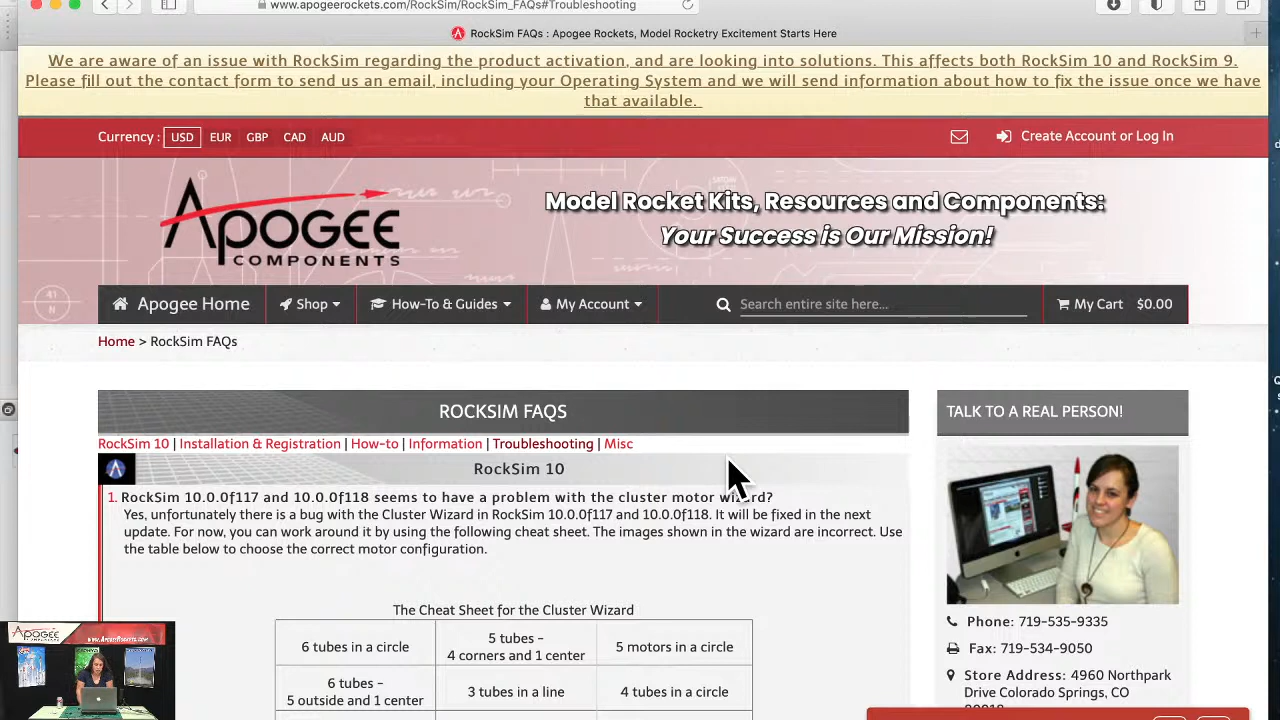 www.apogeerockets.com/RockSim/RockSim_FAQs#Troubleshooting
RockSim FAQs : Apogee Rockets, Model Rocketry Excitement Starts Here
We are aware of an issue with RockSim regarding the product activation, and are looking into solutions. This affects both RockSim 10 and RockSim 9.
Please fill out the contact form to send us an email, including your Operating System and we will send information about how to fix the issue once we have
that available.
Currency : USD EUR GBP CAD AUD
Create Account or Log In
APOGEE
COMPONENTS
Model Rocket Kits, Resources and Components:
Your Success is Our Mission!
Apogee Home
Shop
How-To & Guides
My Account
Search entire site here...
My Cart $0.00
Home > RockSim FAQs
ROCKSIM FAQS
RockSim 10 | Installation & Registration | How-to | Information | Troubleshooting | Misc
RockSim 10
1. RockSim 10.0.0f117 and 10.0.0f118 seems to have a problem with the cluster motor wizard?
Yes, unfortunately there is a bug with the Cluster Wizard in RockSim 10.0.0f117 and 10.0.0f118. It will be fixed in the next
update. For now, you can work around it by using the following cheat sheet. The images shown in the wizard are incorrect. Use
the table below to choose the correct motor configuration.
The Cheat Sheet for the Cluster Wizard
6 tubes in a circle
5 tubes -
4 corners and 1 center
5 motors in a circle
6 tubes -
5 outside and 1 center
3 tubes in a line
4 tubes in a circle
TALK TO A REAL PERSON!
Phone: 719-535-9335
Fax: 719-534-9050
Store Address: 4960 Northpark
Drive Colorado Springs, CO
APOGEE
www.ApogeeRockets.com